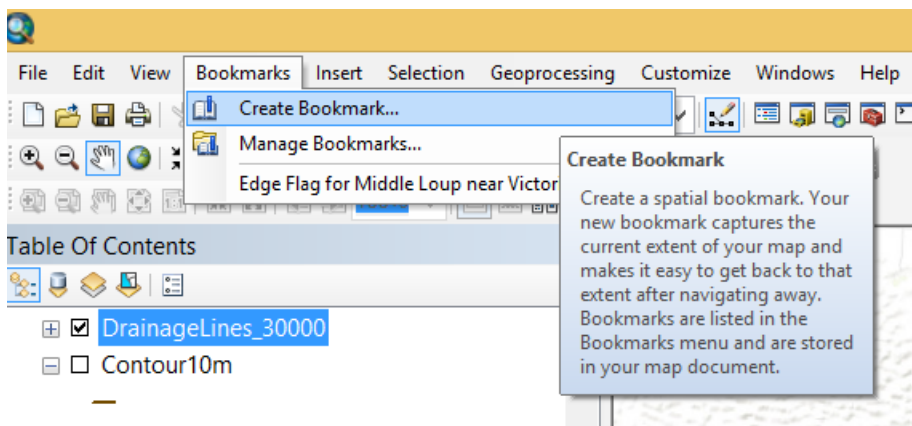 File Edit View Bookmarks Insert Selection Geoprocessing Customize Windows Help
Create Bookmark...
Manage Bookmarks...
Edge Flag for Middle Loup near Victor
Create Bookmark
Create a spatial bookmark. Your
new bookmark captures the
current extent of your map and
makes it easy to get back to that
extent after navigating away.
Bookmarks are listed in the
Bookmarks menu and are stored
in your map document.
Table Of Contents
DrainageLines_30000
Contour10m